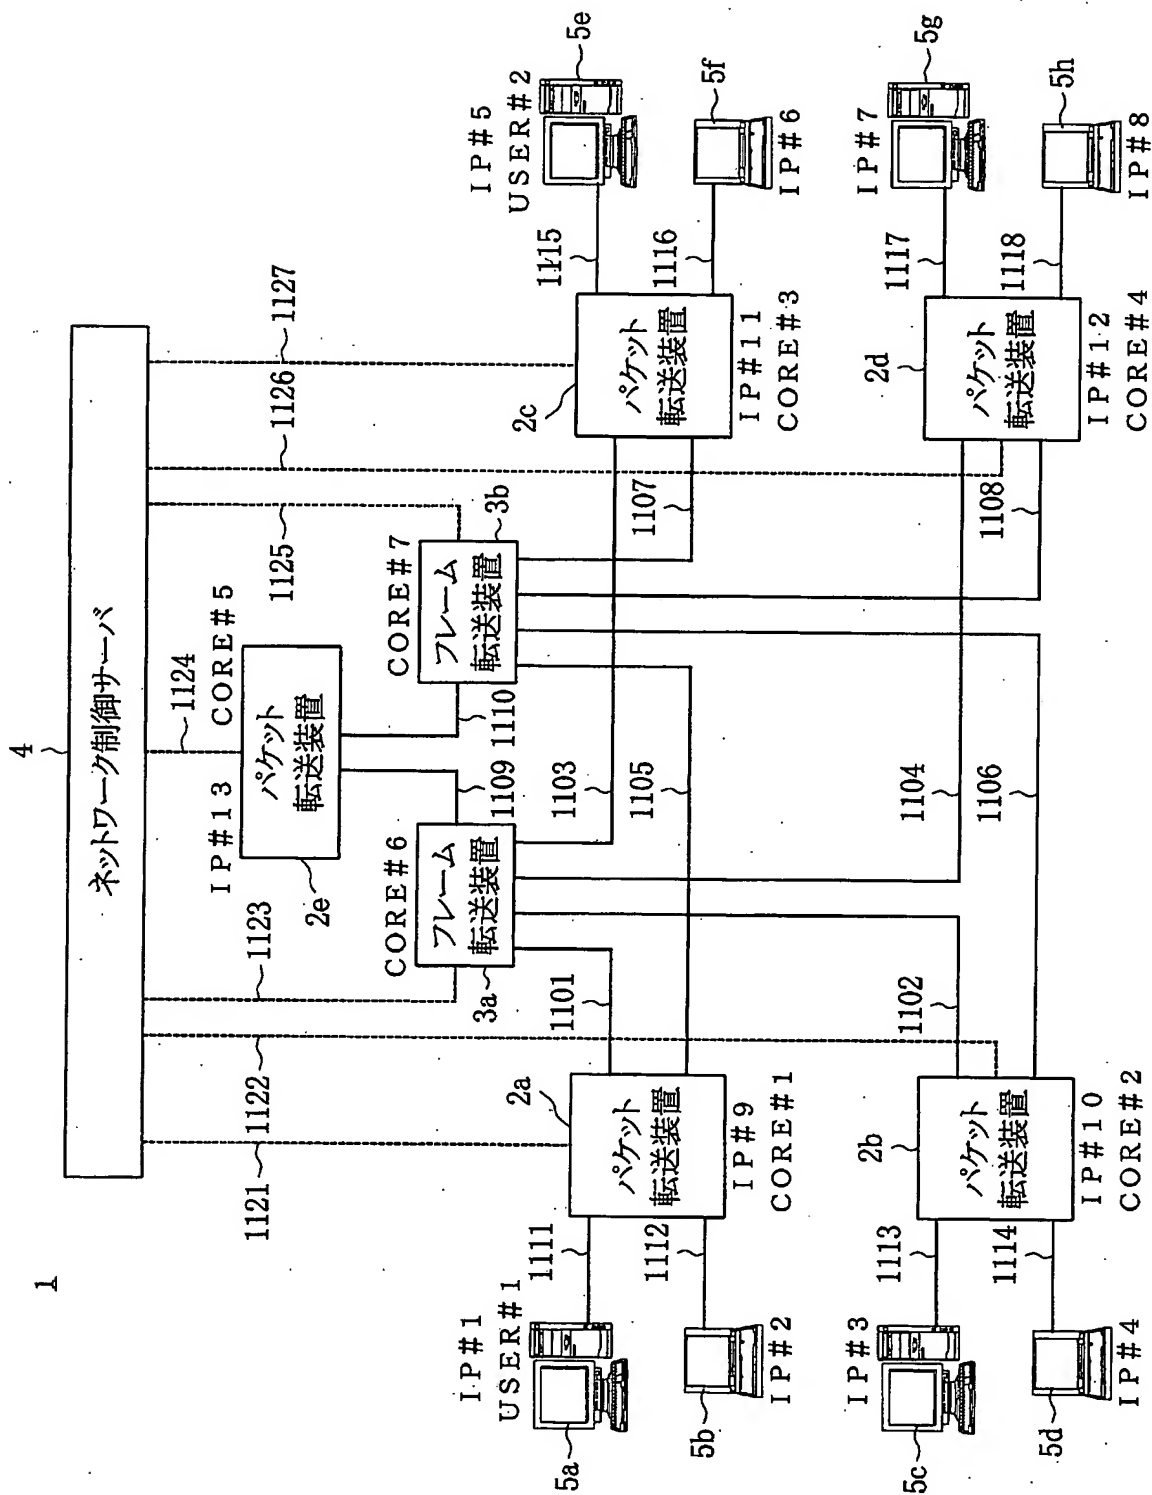 1
4
ネットワーク制御サーバ
1121
1122
1123
1124
1125
1126
1127
IP#13
CORE#5
パケット
転送装置
2e
CORE#6
フレーム
転送装置
3a
CORE#7
フレーム
転送装置
3b
1109
1110
1101
1103
1105
1107
1102
1104
1106
1108
2a
パケット
転送装置
IP#9
CORE#1
2b
パケット
転送装置
IP#10
CORE#2
2c
パケット
転送装置
IP#11
CORE#3
2d
パケット
転送装置
IP#12
CORE#4
IP#1
USER#1
5a
1111
5b
IP#2
1112
IP#3
5c
1113
5d
IP#4
1114
IP#5
USER#2
5e
1115
5f
IP#6
1116
IP#7
5g
1117
5h
IP#8
1118